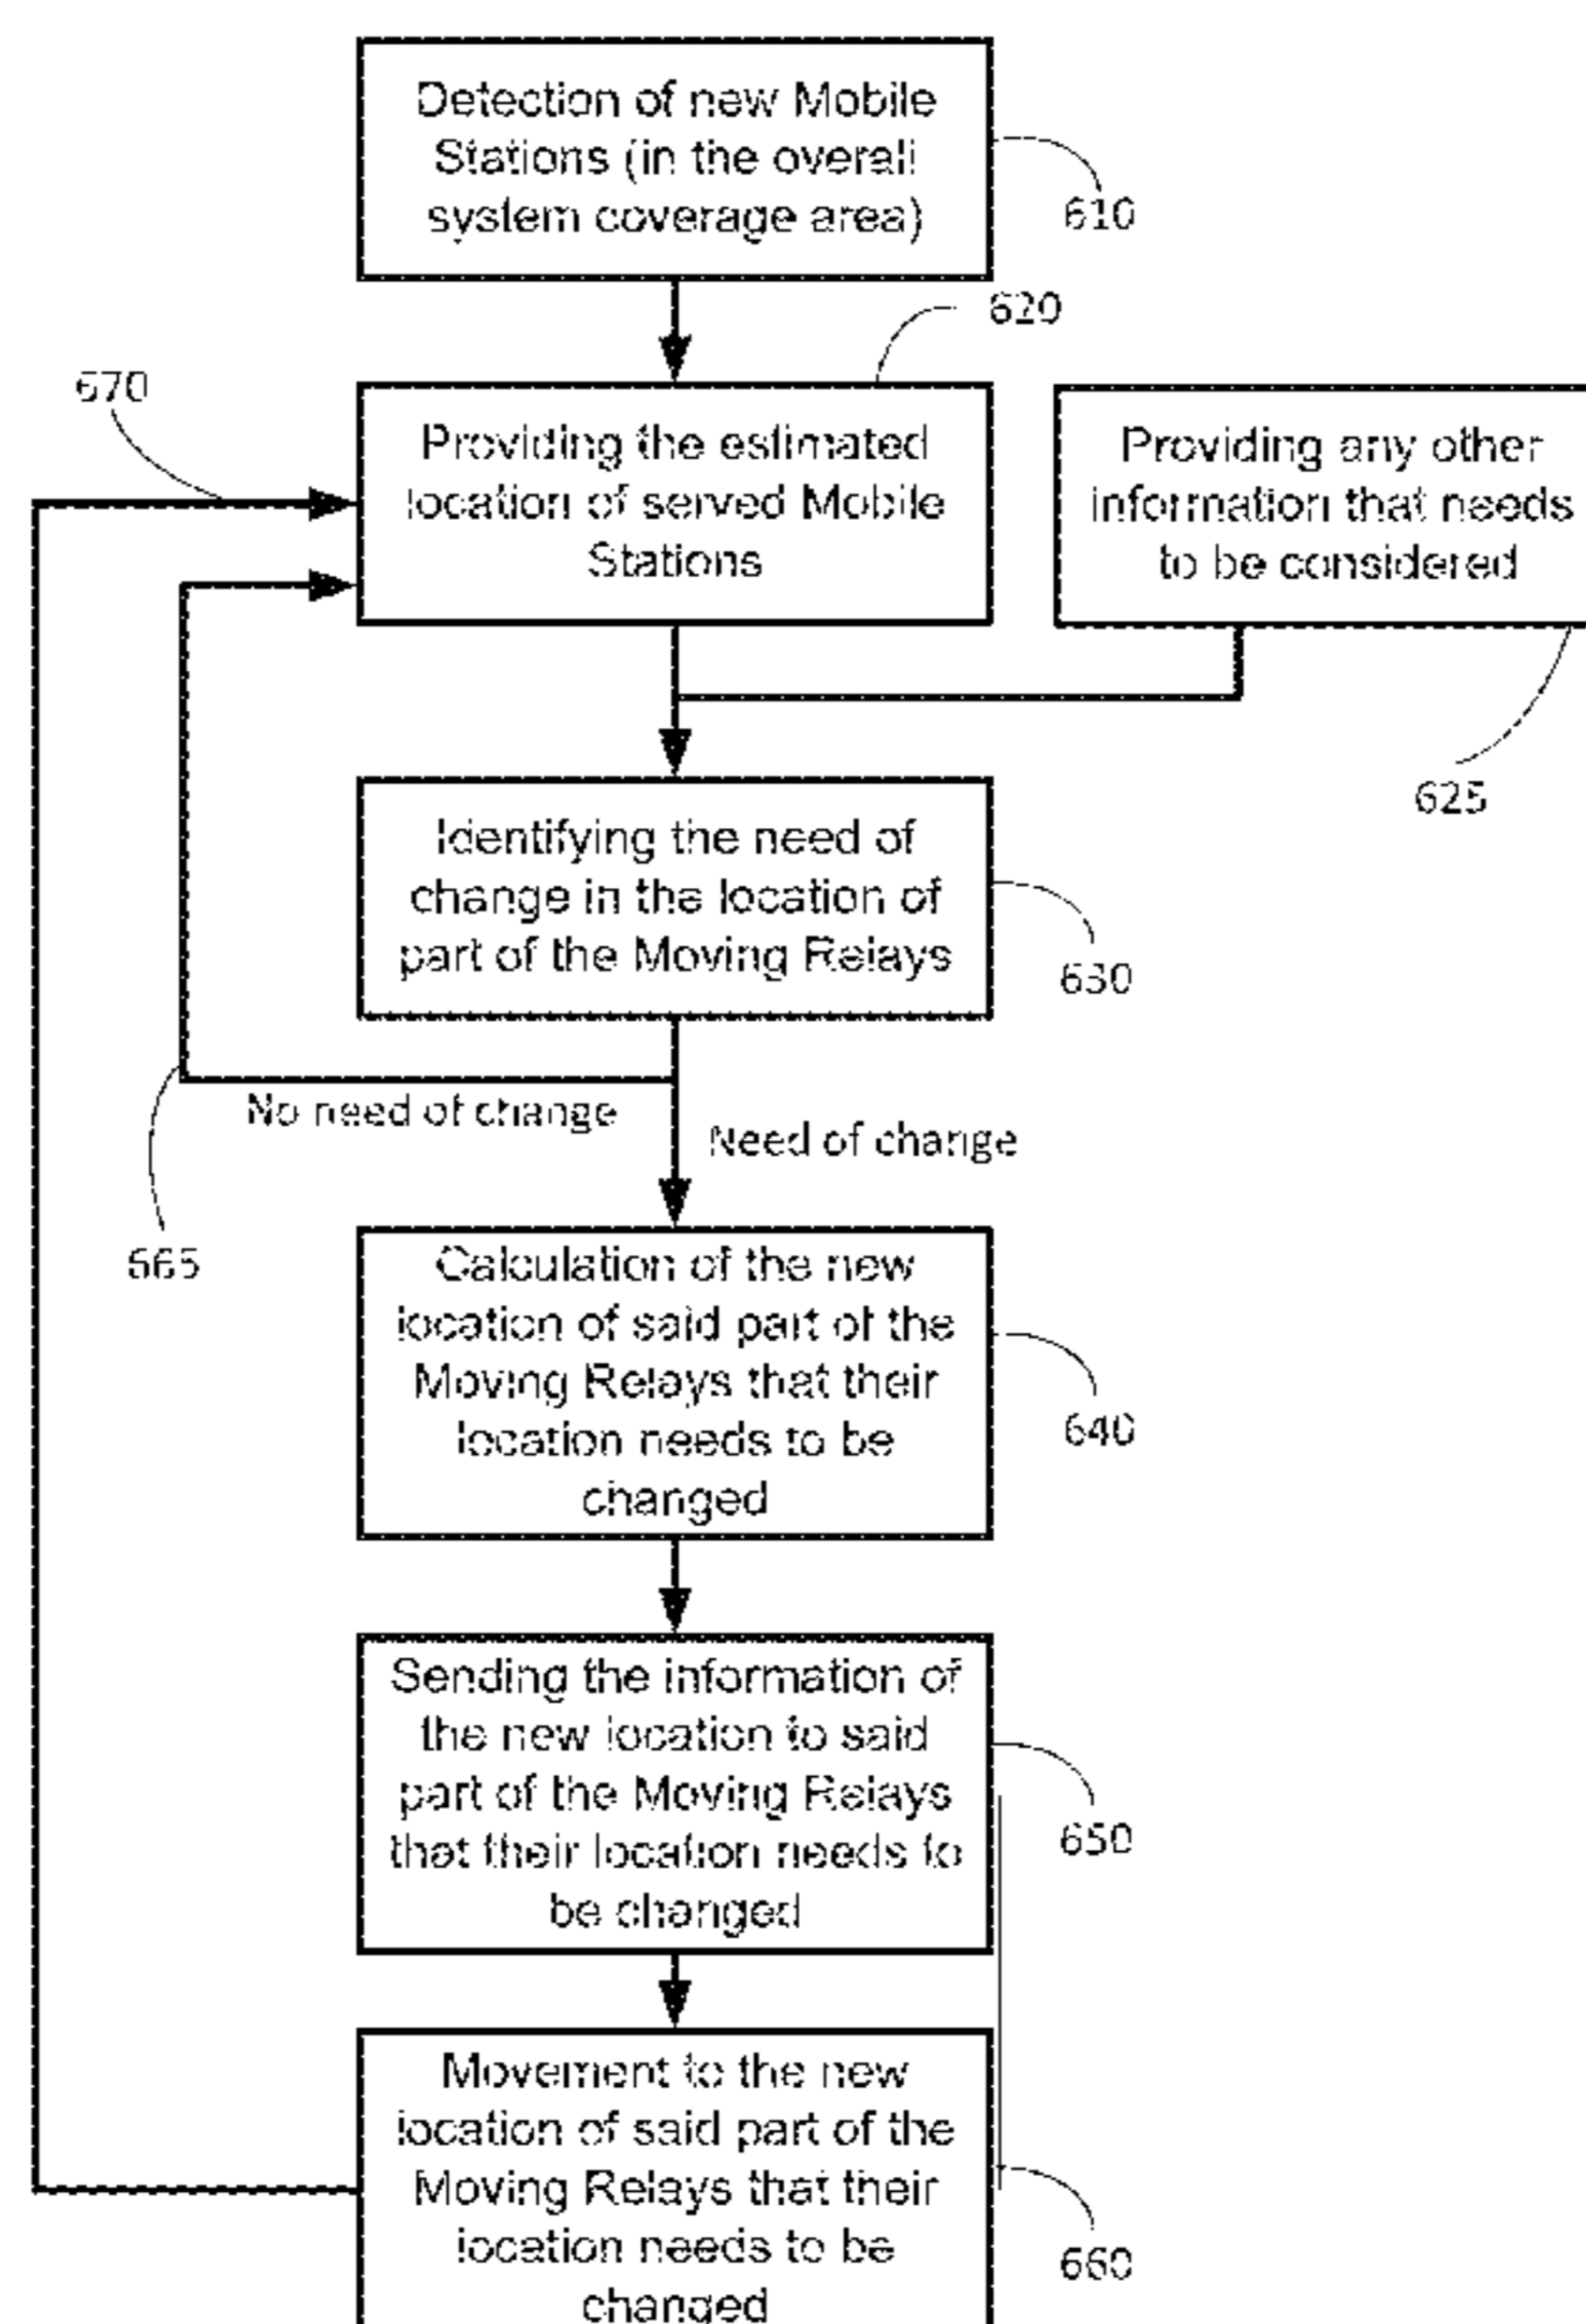 Detection of new Mobile
Stations (in the overall
system coverage area)
610
620
670
Providing the estimated
location of served Mobile
Stations
Providing any other
information that needs
to be considered
625
Identifying the need of
change in the location of
part of the Moving Relays
630
No need of change
Need of change
665
Calculation of the new
location of said part of the
Moving Relays that their
location needs to be
changed
640
Sending the information of
the new location to said
part of the Moving Relays
that their location needs to
be changed
650
Movement to the new
location of said part of the
Moving Relays that their
location needs to be
changed
660